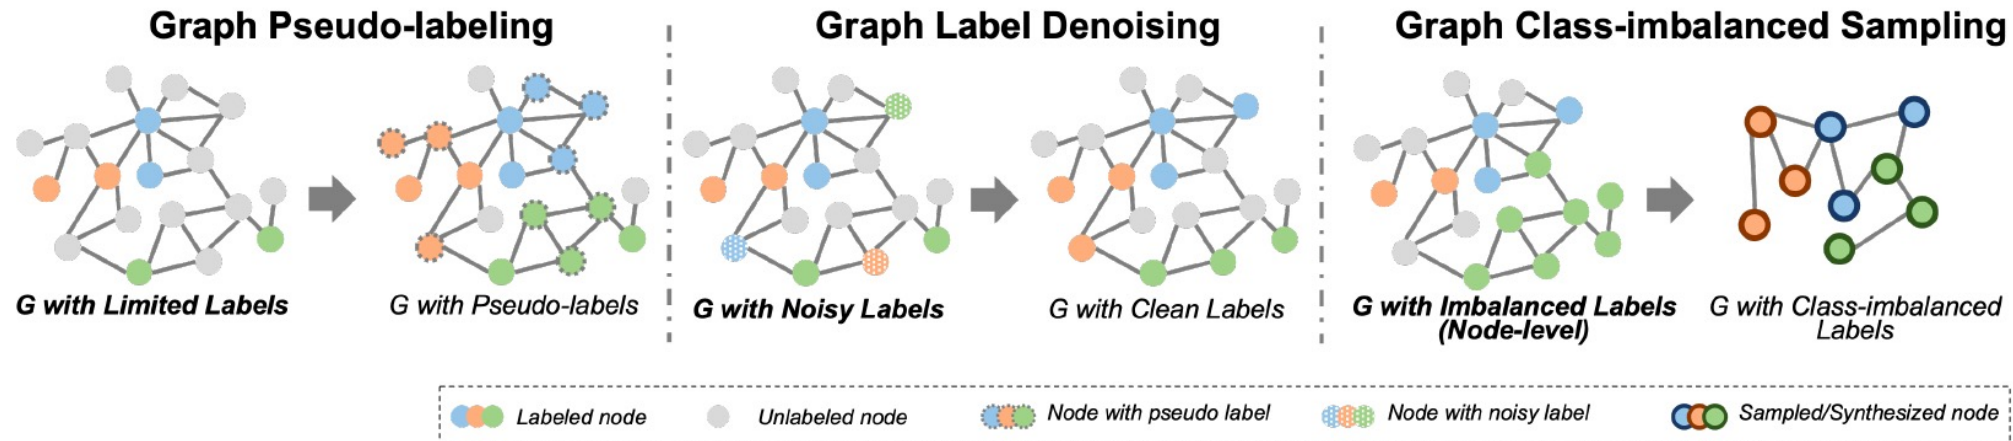 Graph Pseudo-labeling
Graph Label Denoising
Graph Class-imbalanced Sampling
G with Limited Labels
G with Pseudo-labels
G with Noisy Labels
G with Clean Labels
G with Imbalanced Labels
(Node-level)
G with Class-imbalanced
Labels
Labeled node
Unlabeled node
Node with pseudo label
Node with noisy label
Sampled/Synthesized node